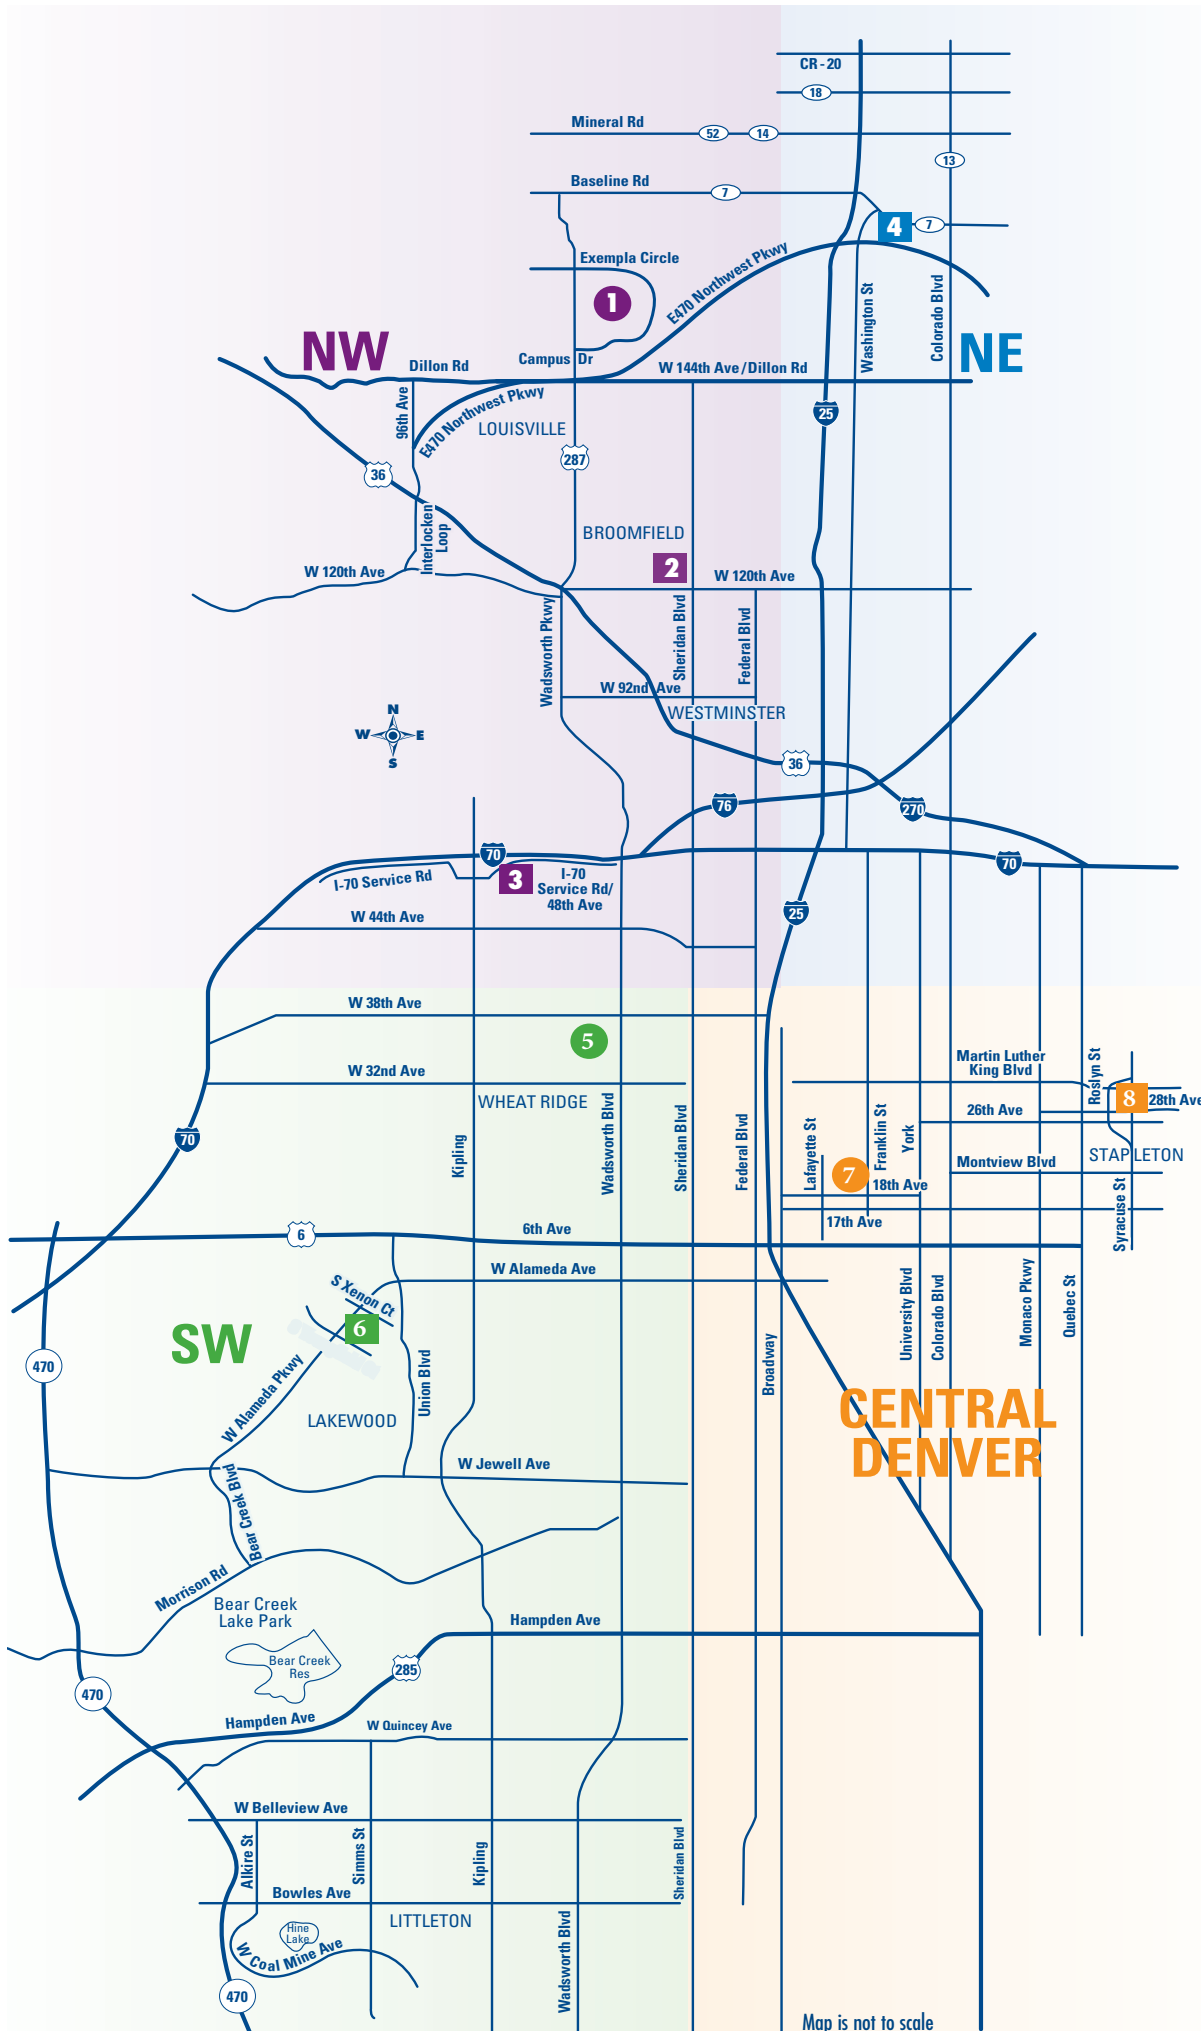 CR - 20
18
Mineral Rd
52
14
13
Baseline Rd
7
4
7
Exempla Circle
E470 Northwest Pkwy
1
Washington St
Colorado Blvd
NW
NE
Campus Dr
Dillon Rd
W 144th Ave / Dillon Rd
96th Ave
E470 Northwest Pkwy
LOUISVILLE
25
287
36
Interlocken
Loop
BROOMFIELD
2
W 120th Ave
W 120th Ave
Wadsworth Pkwy
Sheridan Blvd
Federal Blvd
W 92nd Ave
WESTMINSTER
N
W
E
S
36
76
270
70
70
I-70 Service Rd
3
I-70
Service Rd/
48th Ave
W 44th Ave
25
W 38th Ave
5
Martin Luther
King Blvd
Roslyn St
W 32nd Ave
8
28th Ave
WHEAT RIDGE
26th Ave
70
Kipling
Wadsworth Blvd
Sheridan Blvd
Federal Blvd
Lafayette St
Franklin St
York
STAPLETON
Montview Blvd
7
18th Ave
17th Ave
Syracuse St
6
6th Ave
W Alameda Ave
S Xenon Ct
6
SW
470
University Blvd
Colorado Blvd
Monaco Pkwy
Quebec St
Broadway
Union Blvd
W Alameda Pkwy
LAKEWOOD
CENTRAL
DENVER
W Jewell Ave
Bear Creek Blvd
Morrison Rd
Bear Creek
Lake Park
Hampden Ave
Bear Creek
Res
285
470
Hampden Ave
W Quincey Ave
W Belleview Ave
Alkire St
Simms St
Kipling
Sheridan Blvd
Bowles Ave
LITTLETON
Hine
Lake
W Coal Mine Ave
Wadsworth Blvd
470
Map is not to scale